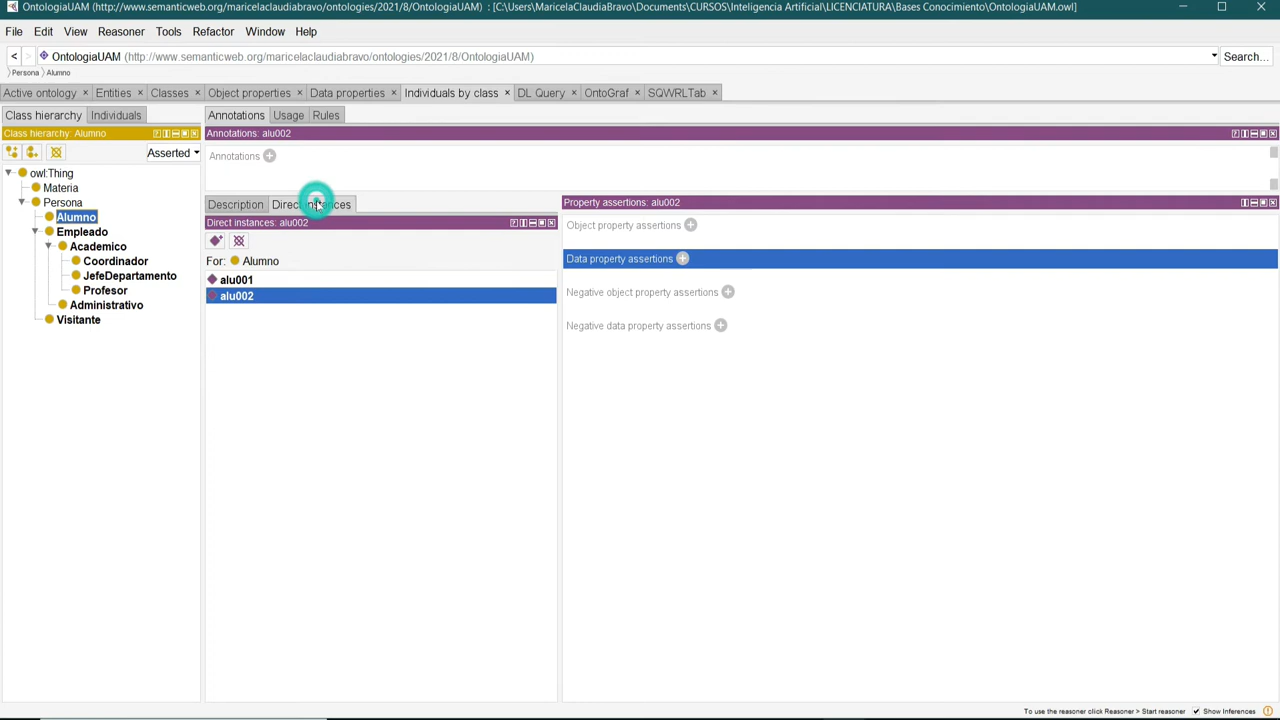 OntologiaUAM (http://www.semanticweb.org/maricelaclaudiabravo/ontologies/2021/8/OntologiaUAM) : [C:\Users\MaricelaClaudiaBravo\Documents\CURSOS\Inteligencia Artificial\LICENCIATURA\Bases Conocimiento\OntologiaUAM.owl]
File Edit View Reasoner Tools Refactor Window Help
< > OntologiaUAM (http://www.semanticweb.org/maricelaclaudiabravo/ontologies/2021/8/OntologiaUAM) Search...
Persona Alumno
Active ontology × Entities × Classes × Object properties × Data properties × Individuals by class × DL Query × OntoGraf × SQWRLTab ×
Class hierarchy Individuals Annotations Usage Rules
Class hierarchy: Alumno Annotations: alu002
Asserted Annotations
owl:Thing
Materia
Persona
Alumno
Empleado
Academico
Coordinador
JefeDepartamento
Profesor
Administrativo
Visitante
Description Direct instances
Direct instances: alu002
For: Alumno
alu001
alu002
Property assertions: alu002
Object property assertions
Data property assertions
Negative object property assertions
Negative data property assertions
To use the reasoner click Reasoner > Start reasoner Show Inferences